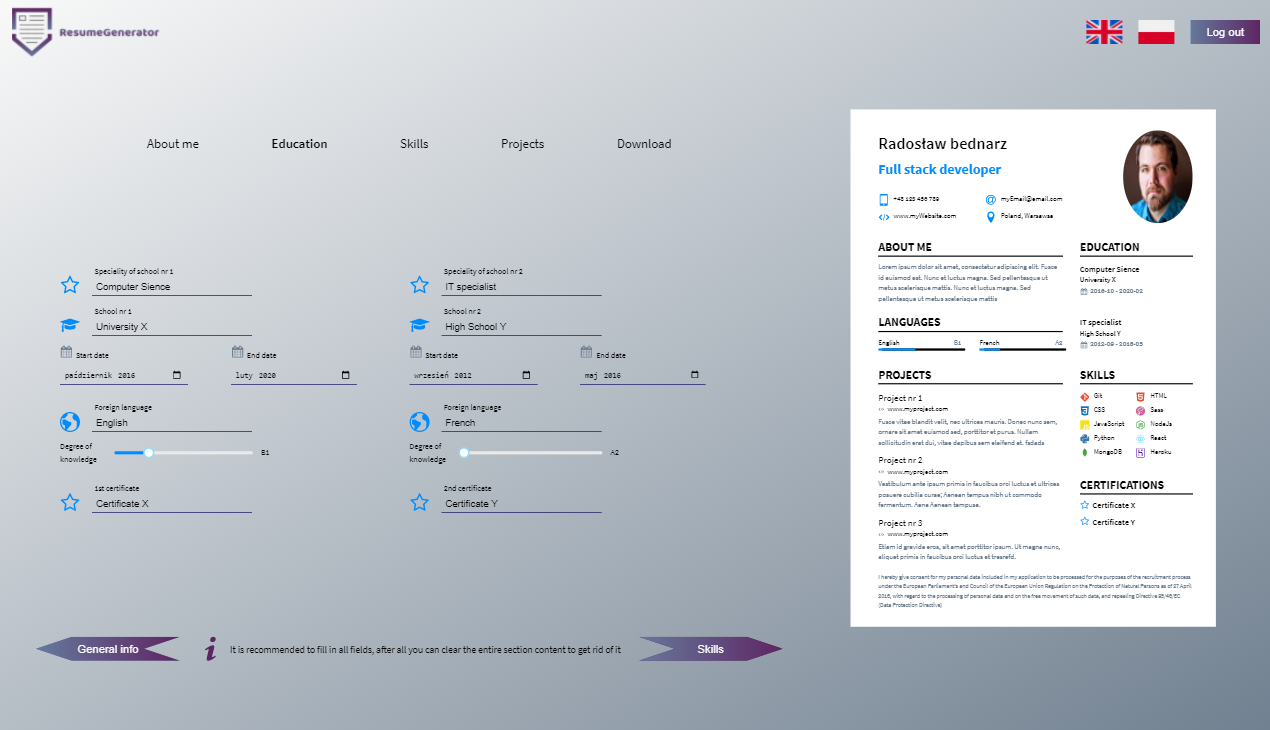 ResumeGenerator
Log out
About me Education Skills Projects Download
Speciality of school nr 1
Computer Sience
School nr 1
University X
Start date End date
październik 2016 luty 2020
Foreign language
English
Degree of
knowledge
B1
1st certificate
Certificate X
Speciality of school nr 2
IT specialist
School nr 2
High School Y
Start date End date
wrzesień 2012 maj 2016
Foreign language
French
Degree of
knowledge
A2
2nd certificate
Certificate Y
General info
i It is recommended to fill in all fields, after all you can clear the entire section content to get rid of it
Skills
Radosław bednarz
Full stack developer
+48 123 456 789 myEmail@email.com
www.myWebsite.com Poland, Warsawsa
ABOUT ME
Lorem ipsum dolor sit amet, consectetur adipiscing elit. Fusce
id euismod est. Nunc et luctus magna. Sed pellentesque ut
metus scelerisque mattis. Nunc et luctus magna. Sed
pellentesque ut metus scelerisque mattis
LANGUAGES
English B1 French A2
PROJECTS
Project nr 1
www.myproject.com
Fusce vitae blandit velit, nec ultrices mauris. Donec nunc sem,
ornare sit amet euismod sed, porttitor et purus. Nullam
sollicitudin erat dui, vitae dapibus sem eleifend et. fadada
Project nr 2
www.myproject.com
Vestibulum ante ipsum primis in faucibus orci luctus et ultrices
posuere cubilia curae; Aenean tempus nibh ut commodo
fermentum. Aene Aenean tempuse.
Project nr 3
www.myproject.com
Etiam id gravida eros, sit amet porttitor ipsum. Ut magna nunc,
aliquet primis in faucibus orci luctus et tresrefd.
EDUCATION
Computer Sience
University X
2016-10 - 2020-02
IT specialist
High School Y
2012-09 - 2016-05
SKILLS
Git HTML
CSS Sass
JavaScript NodeJs
Python React
MongoDB Heroku
CERTIFICATIONS
Certificate X
Certificate Y
I hereby give consent for my personal data included in my application to be processed for the purposes of the recruitment process
under the European Parliament's and Council of the European Union Regulation on the Protection of Natural Persons as of 27 April
2016, with regard to the processing of personal data and on the free movement of such data, and repealing Directive 95/46/EC
(Data Protection Directive)